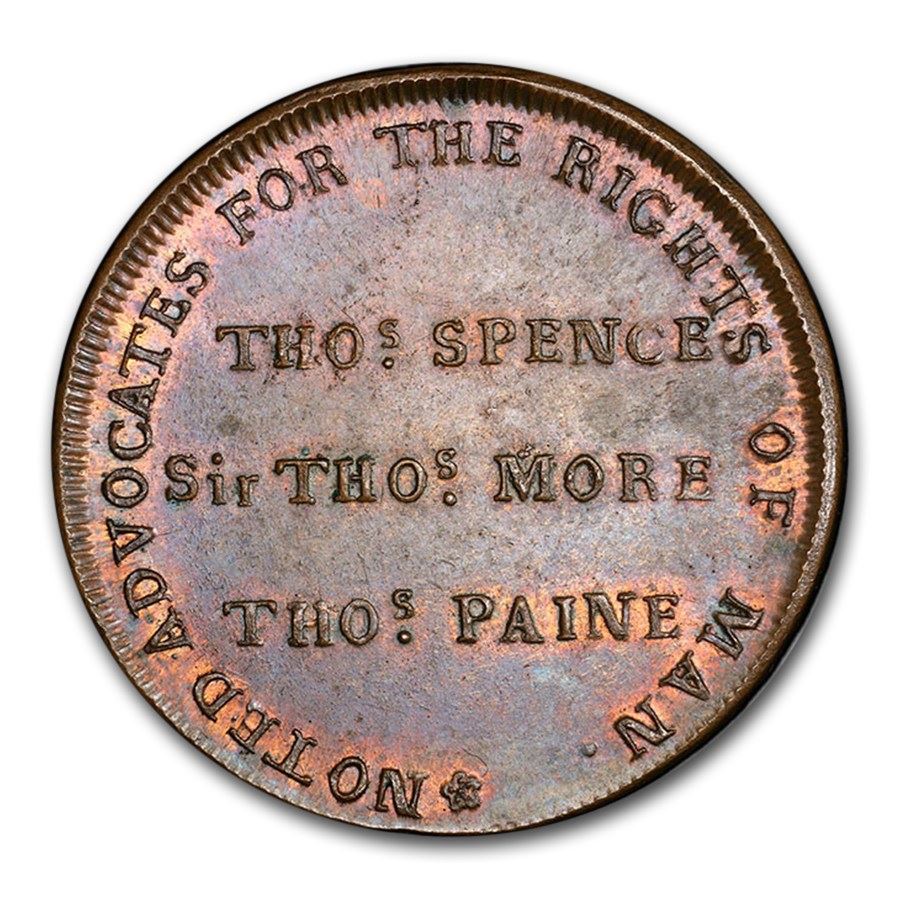 NOTED ADVOCATES FOR THE RIGHTS OF MAN
THOˢ. SPENCE
Sir THOˢ. MORE
THOˢ. PAINE